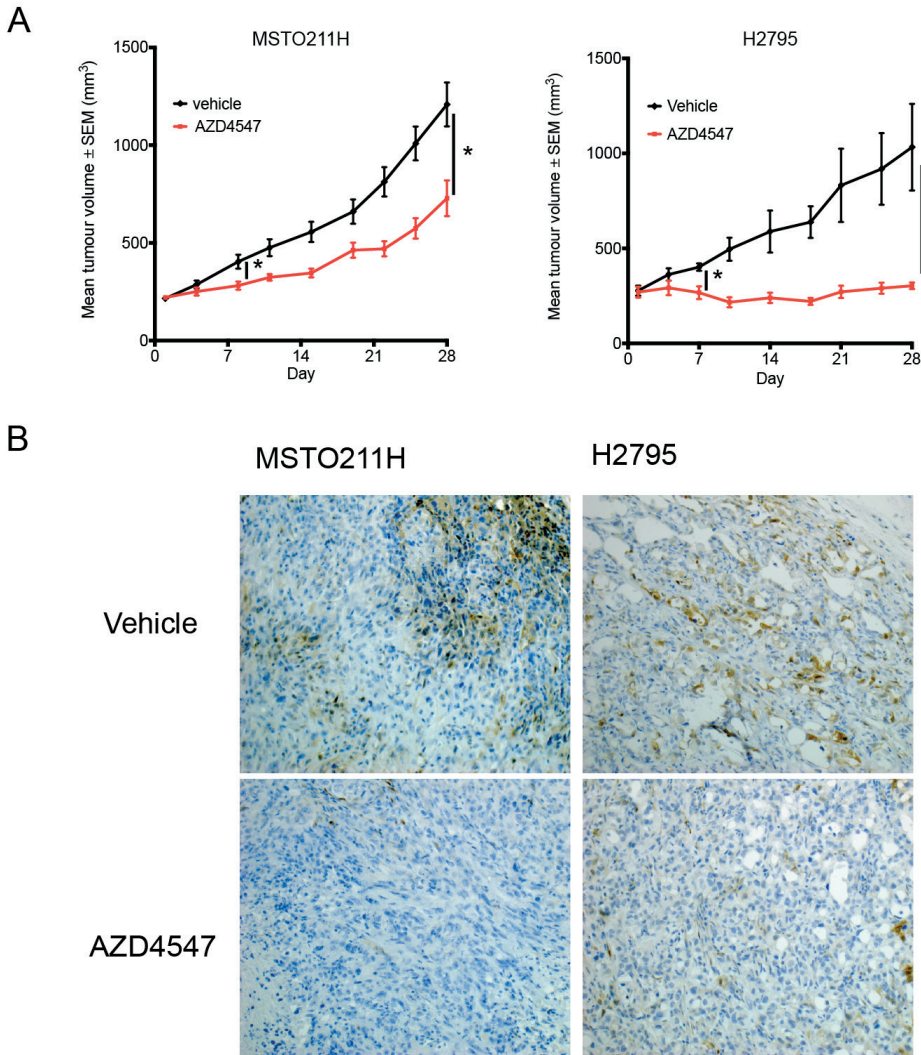 A
MSTO211H
Mean tumour volume ± SEM (mm³)
1500
1000
500
0
vehicle
AZD4547
*
*
0 7 14 21 28
Day
H2795
Mean tumour volume ± SEM (mm³)
1500
1000
500
0
Vehicle
AZD4547
*
0 7 14 21 28
Day
B
MSTO211H H2795
Vehicle
AZD4547